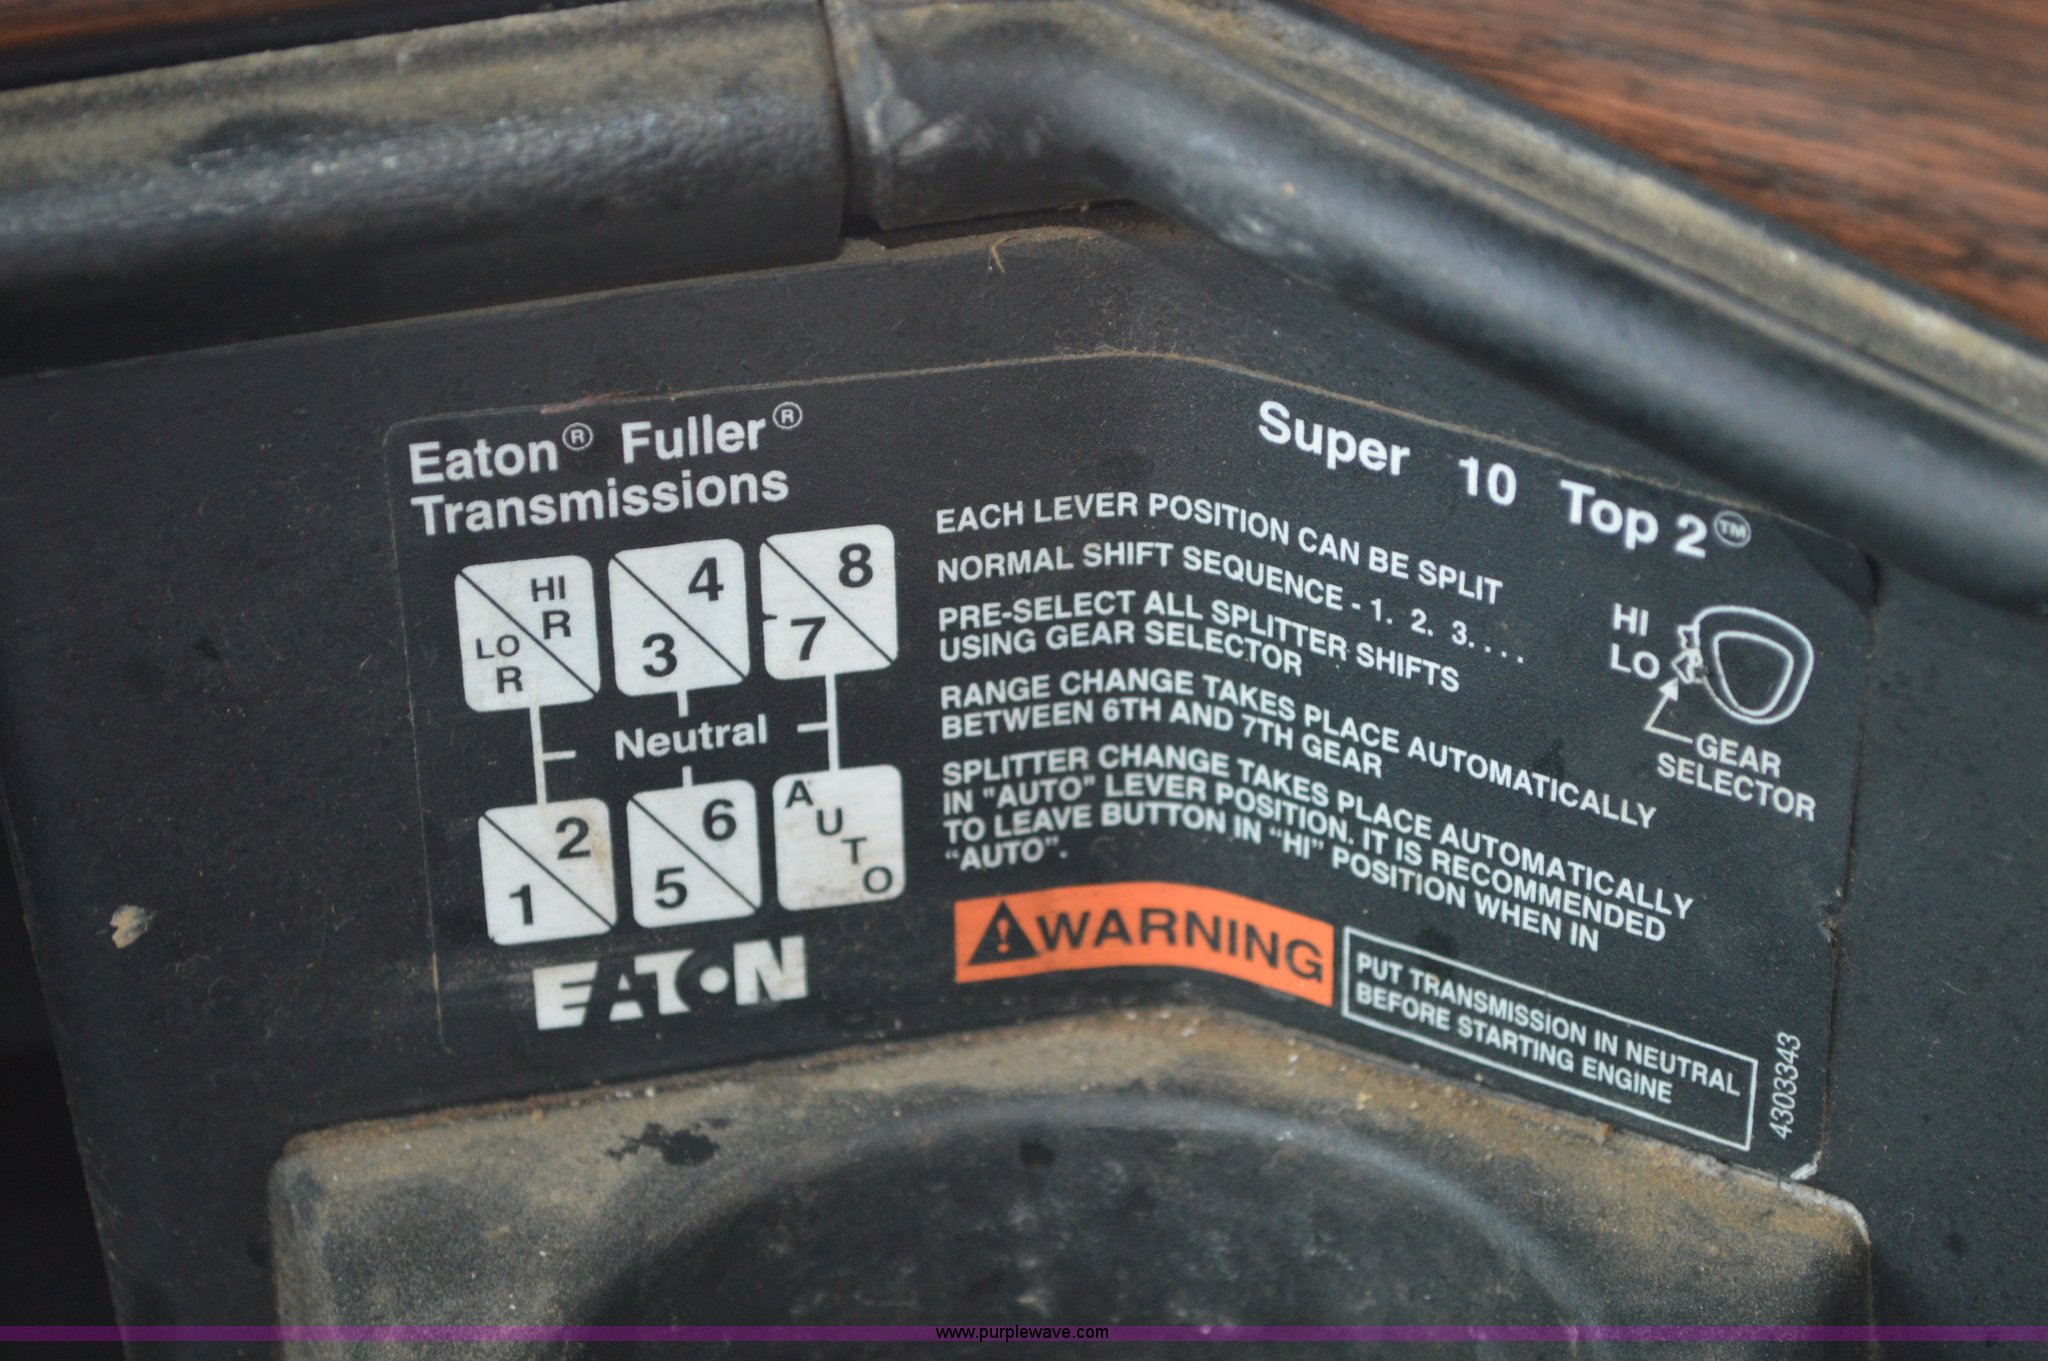 Eaton® Fuller®
Transmissions
HI
R
LO
R
4
3
8
7
Neutral
2
1
6
5
AUTO
EATON
Super 10 Top 2™
EACH LEVER POSITION CAN BE SPLIT
NORMAL SHIFT SEQUENCE - 1. 2. 3. . . .
PRE-SELECT ALL SPLITTER SHIFTS
USING GEAR SELECTOR
RANGE CHANGE TAKES PLACE AUTOMATICALLY
BETWEEN 6TH AND 7TH GEAR
SPLITTER CHANGE TAKES PLACE AUTOMATICALLY
IN "AUTO" LEVER POSITION. IT IS RECOMMENDED
TO LEAVE BUTTON IN “HI” POSITION WHEN IN
“AUTO”.
HI
LO
GEAR
SELECTOR
WARNING
PUT TRANSMISSION IN NEUTRAL
BEFORE STARTING ENGINE
4303343
www.purplewave.com